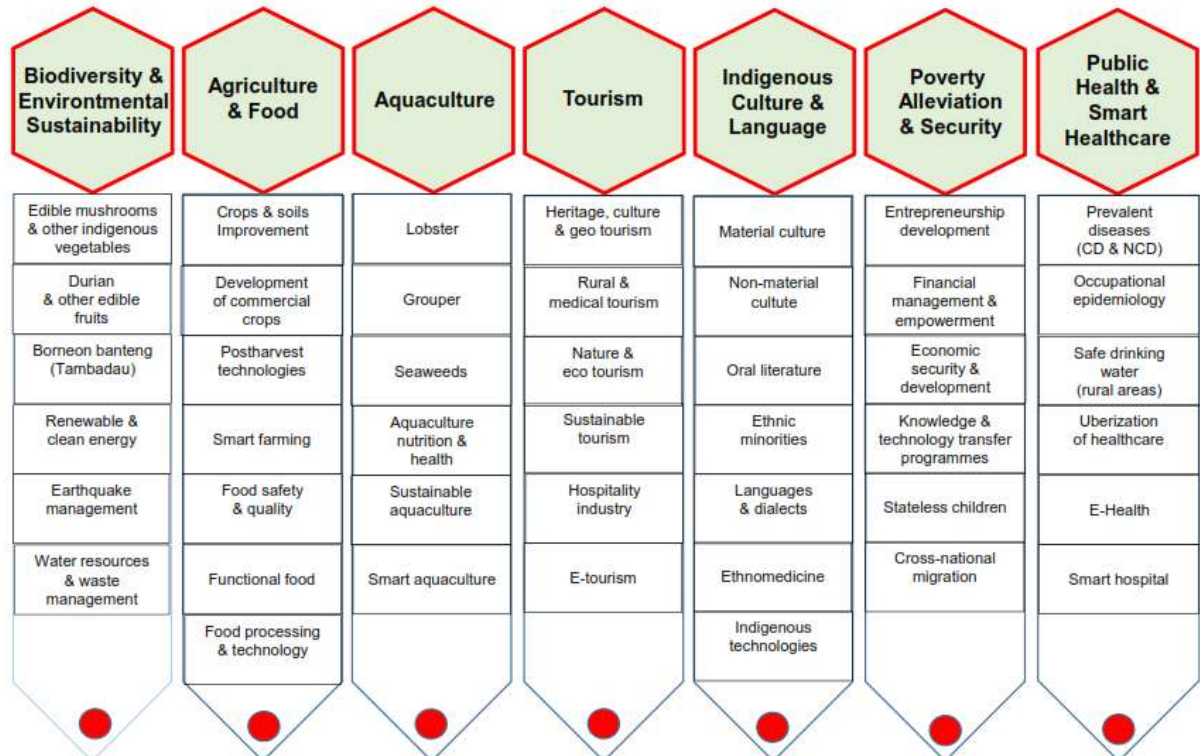 Biodiversity &
Environtmental
Sustainability
Agriculture
& Food
Aquaculture
Tourism
Indigenous
Culture &
Language
Poverty
Alleviation
& Security
Public
Health &
Smart
Healthcare
Edible mushrooms
& other indigenous
vegetables
Durian
& other edible
fruits
Borneon banteng
(Tambadau)
Renewable &
clean energy
Earthquake
management
Water resources
& waste
management
Crops & soils
Improvement
Development
of commercial
crops
Postharvest
technologies
Smart farming
Food safety
& quality
Functional food
Food processing
& technology
Lobster
Grouper
Seaweeds
Aquaculture
nutrition &
health
Sustainable
aquaculture
Smart aquaculture
Heritage, culture
& geo tourism
Rural &
medical tourism
Nature &
eco tourism
Sustainable
tourism
Hospitality
industry
E-tourism
Material culture
Non-material
cultute
Oral literature
Ethnic
minorities
Languages
& dialects
Ethnomedicine
Indigenous
technologies
Entrepreneurship
development
Financial
management &
empowerment
Economic
security &
development
Knowledge &
technology transfer
programmes
Stateless children
Cross-national
migration
Prevalent
diseases
(CD & NCD)
Occupational
epidemiology
Safe drinking
water
(rural areas)
Uberization
of healthcare
E-Health
Smart hospital